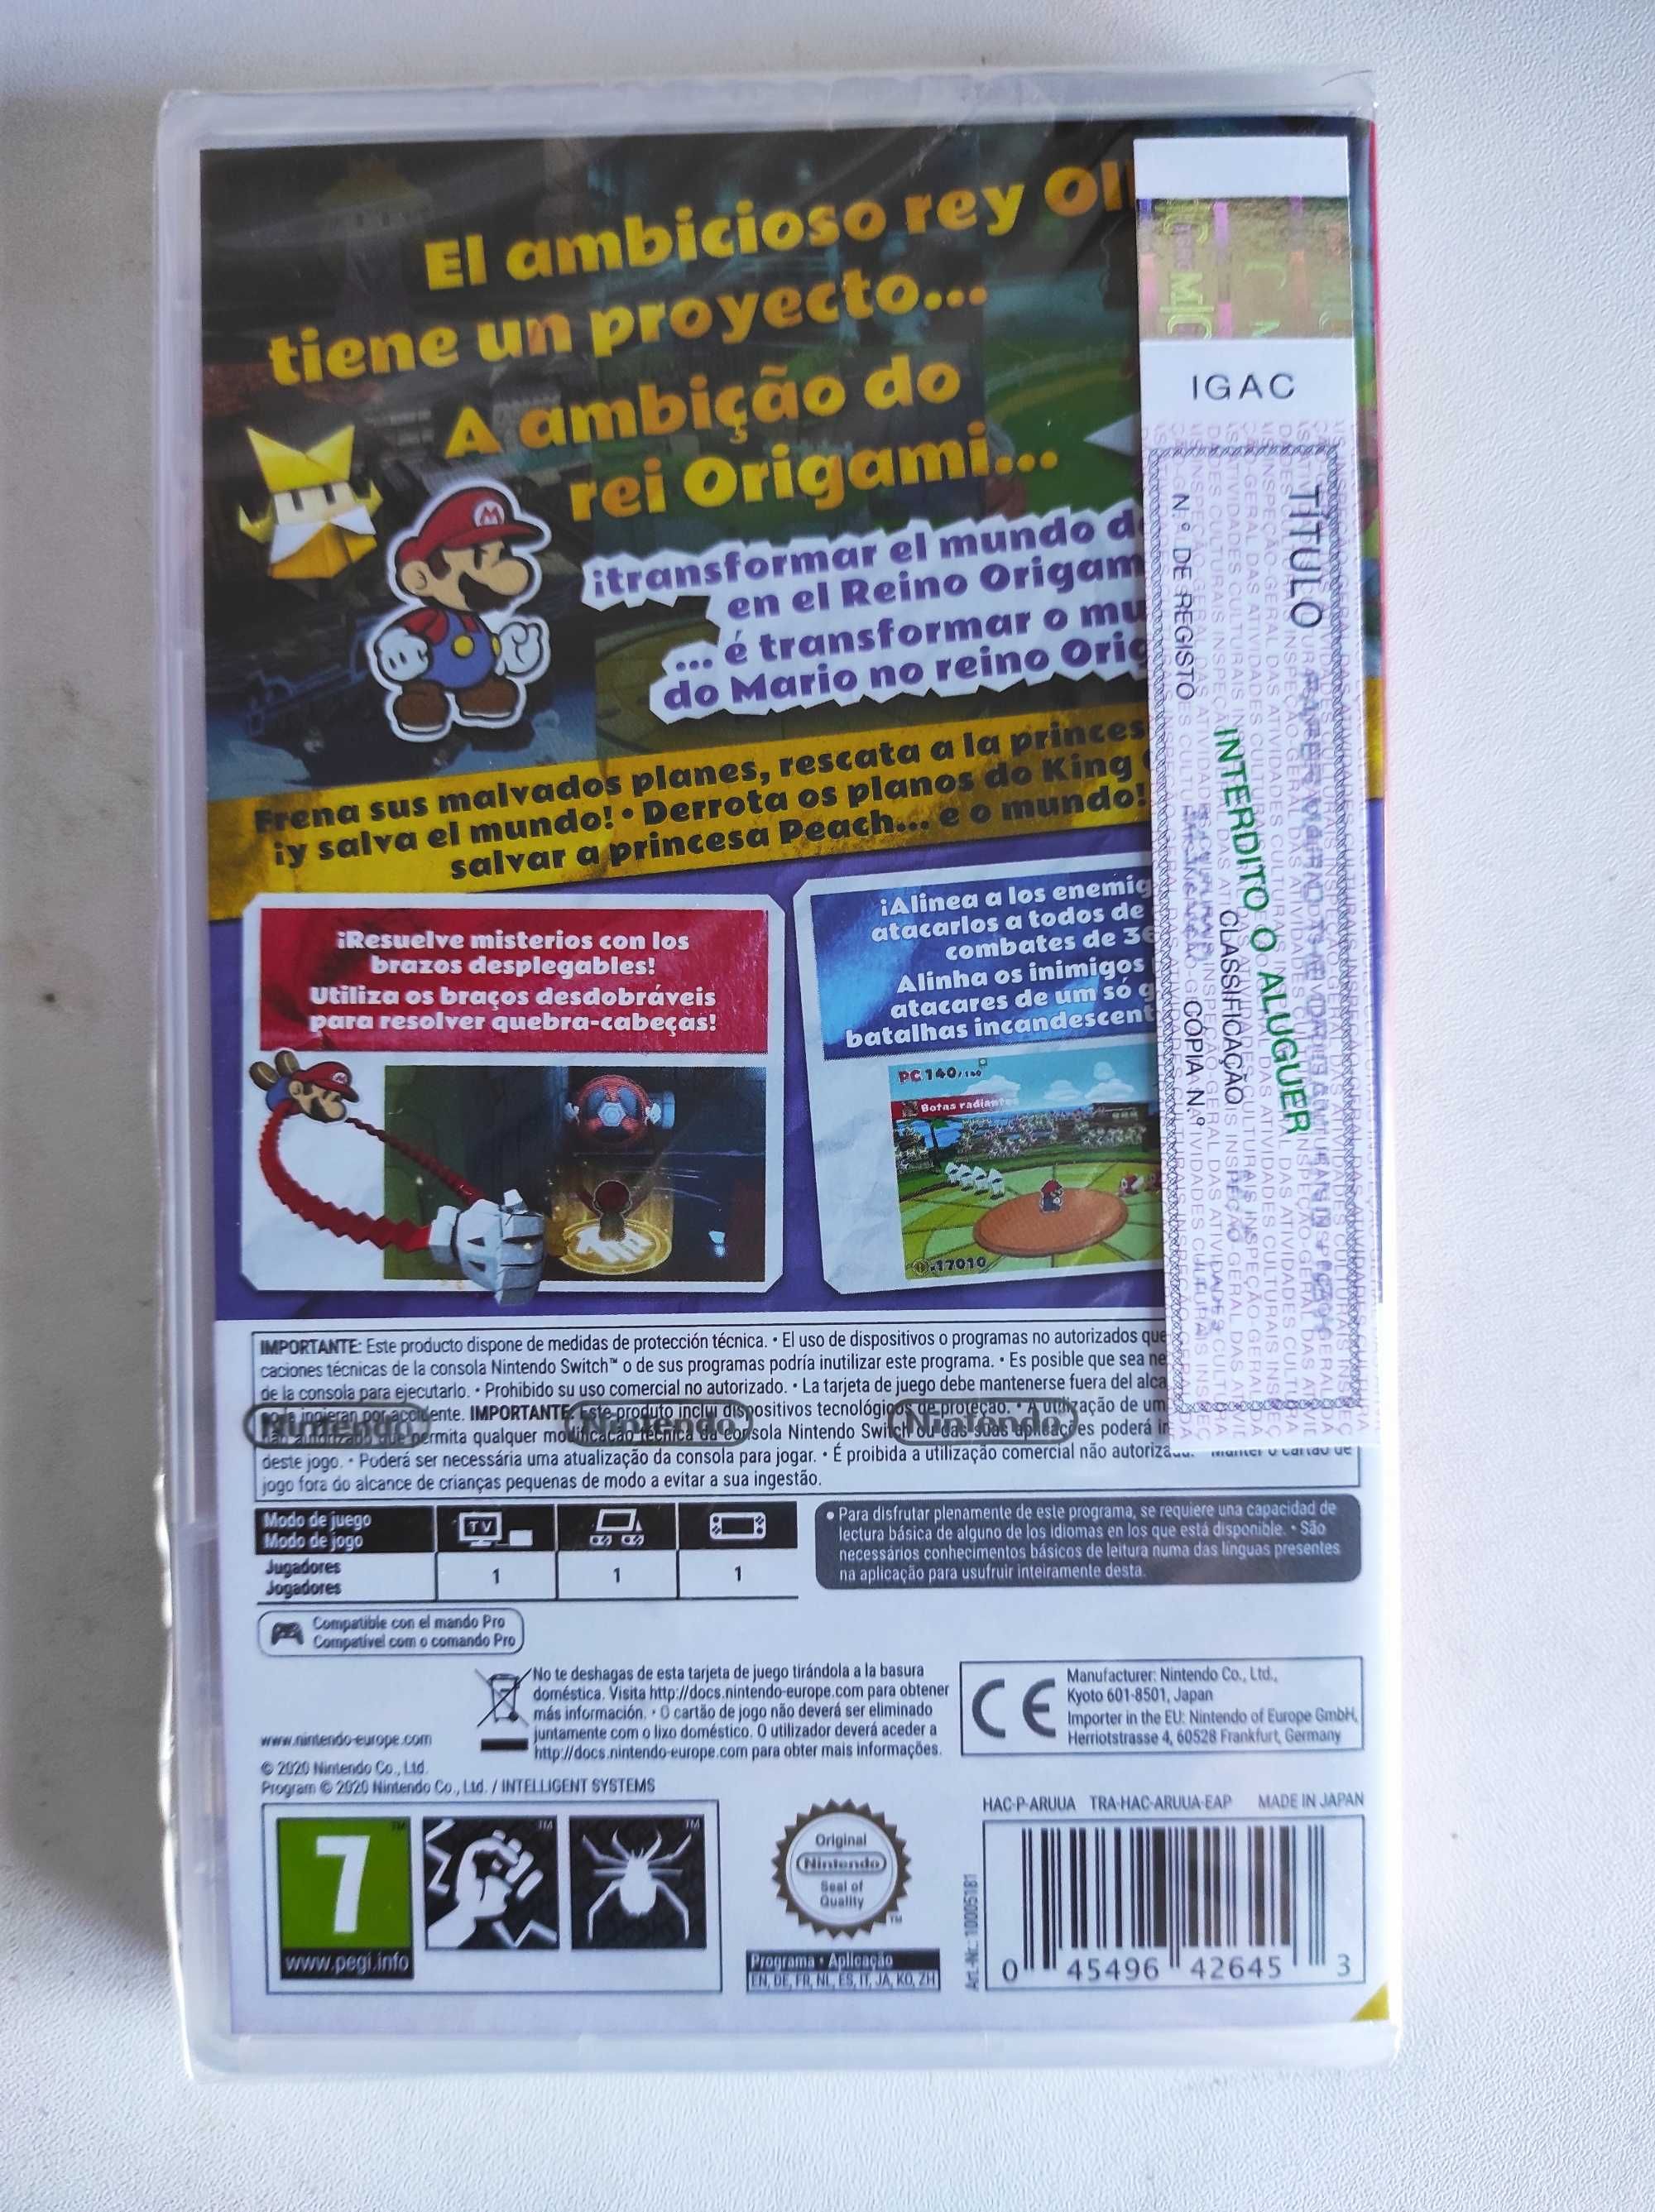 El ambicioso rey Oll
tiene un proyecto...
A ambição do
rei Origami...
¡transformar el mundo d
en el Reino Origam
... é transformar o mu
do Mario no reino Orig
Frena sus malvados planes, rescata a la princes
¡y salva el mundo! • Derrota os planos do King
salvar a princesa Peach... e o mundo!
¡Resuelve misterios con los
brazos desplegables!
Utiliza os braços desdobráveis
para resolver quebra-cabeças!
¡Alinea a los enemig
atacarlos a todos de
combates de 36
Alinha os inimigos
atacares de um só g
batalhas incandescent
PC 140/140
Botas radiantes
17010
IGAC
TÍTULO
INTERDITO O ALUGUER
CLASSIFICAÇÃO
N.º DE REGISTO
CÓPIA N.º
IMPORTANTE: Este producto dispone de medidas de protección técnica. • El uso de dispositivos o programas no autorizados que
caciones técnicas de la consola Nintendo Switch™ o de sus programas podría inutilizar este programa. • Es posible que sea ne
de la consola para ejecutarlo. • Prohibido su uso comercial no autorizado. • La tarjeta de juego debe mantenerse fuera del alca
ingieran por accidente. IMPORTANTE: Este produto inclui dispositivos tecnológicos de proteção. • A utilização de um
não autorizado que permita qualquer modificação técnica da consola Nintendo Switch ou das suas aplicações poderá in
deste jogo. • Poderá ser necessária uma atualização da consola para jogar. • É proibida a utilização comercial não autoriza Manter o cartão de
jogo fora do alcance de crianças pequenas de modo a evitar a sua ingestão.
Nintendo Nintendo Nintendo
Modo de juego
Modo de jogo
TV
Jugadores
Jogadores
1 1 1
• Para disfrutar plenamente de este programa, se requiere una capacidad de
lectura básica de alguno de los idiomas en los que está disponible. • São
necessários conhecimentos básicos de leitura numa das línguas presentes
na aplicação para usufruir inteiramente desta.
Compatible con el mando Pro
Compatível com o comando Pro
No te deshagas de esta tarjeta de juego tirándola a la basura
doméstica. Visita http://docs.nintendo-europe.com para obtener
más información. • O cartão de jogo não deverá ser eliminado
juntamente com o lixo doméstico. O utilizador deverá aceder a
http://docs.nintendo-europe.com para obter mais informações.
CE
Manufacturer: Nintendo Co., Ltd.,
Kyoto 601-8501, Japan
Importer in the EU: Nintendo of Europe GmbH,
Herriotstrasse 4, 60528 Frankfurt, Germany
www.nintendo-europe.com
© 2020 Nintendo Co., Ltd.
Program © 2020 Nintendo Co., Ltd. / INTELLIGENT SYSTEMS
HAC-P-ARUUA TRA-HAC-ARUUA-EAP MADE IN JAPAN
7
www.pegi.info
Original
Nintendo
Seal of
Quality
Programa • Aplicação
EN, DE, FR, NL, ES, IT, JA, KO, ZH
Art.-Nr.: 10005181
0 45496 42645 3